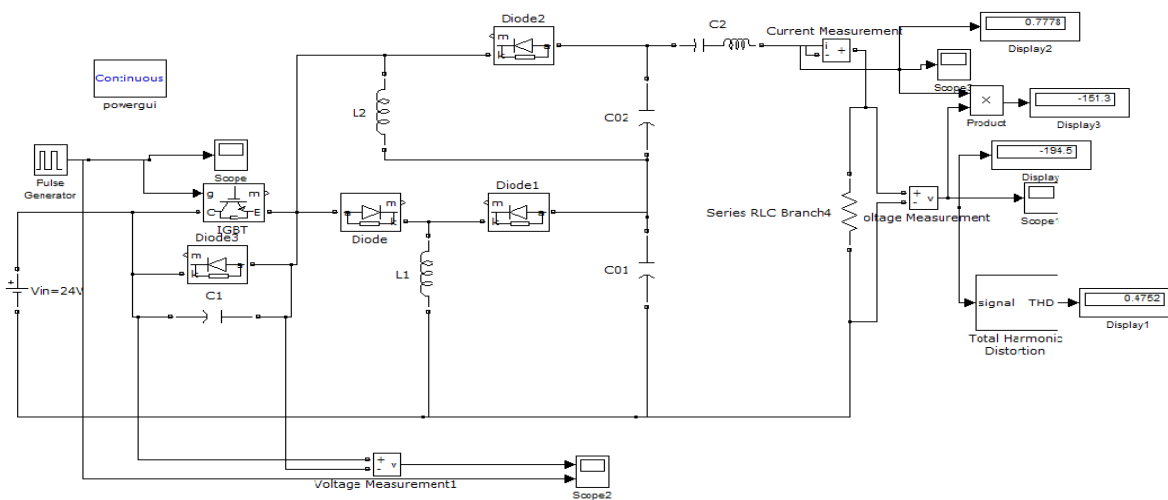 Diode2
m
k
a
C2
Current Measurement
i
-
+
0.7778
Display2
Continuous
powergui
Scope3
L2
C02
×
Product
-151.3
Display3
-194.5
Display
Pulse
Generator
Scope
g
m
C
E
IGBT
Diode3
m
k
a
Diode
a
k
m
Diode1
m
k
a
Series RLC Branch4
+
-
v
oltage Measurement
Scope1
Vin=24V
+
C1
L1
C01
signal
THD
Total Harmonic
Distortion
0.4752
Display1
+
-
v
Voltage Measurement1
Scope2